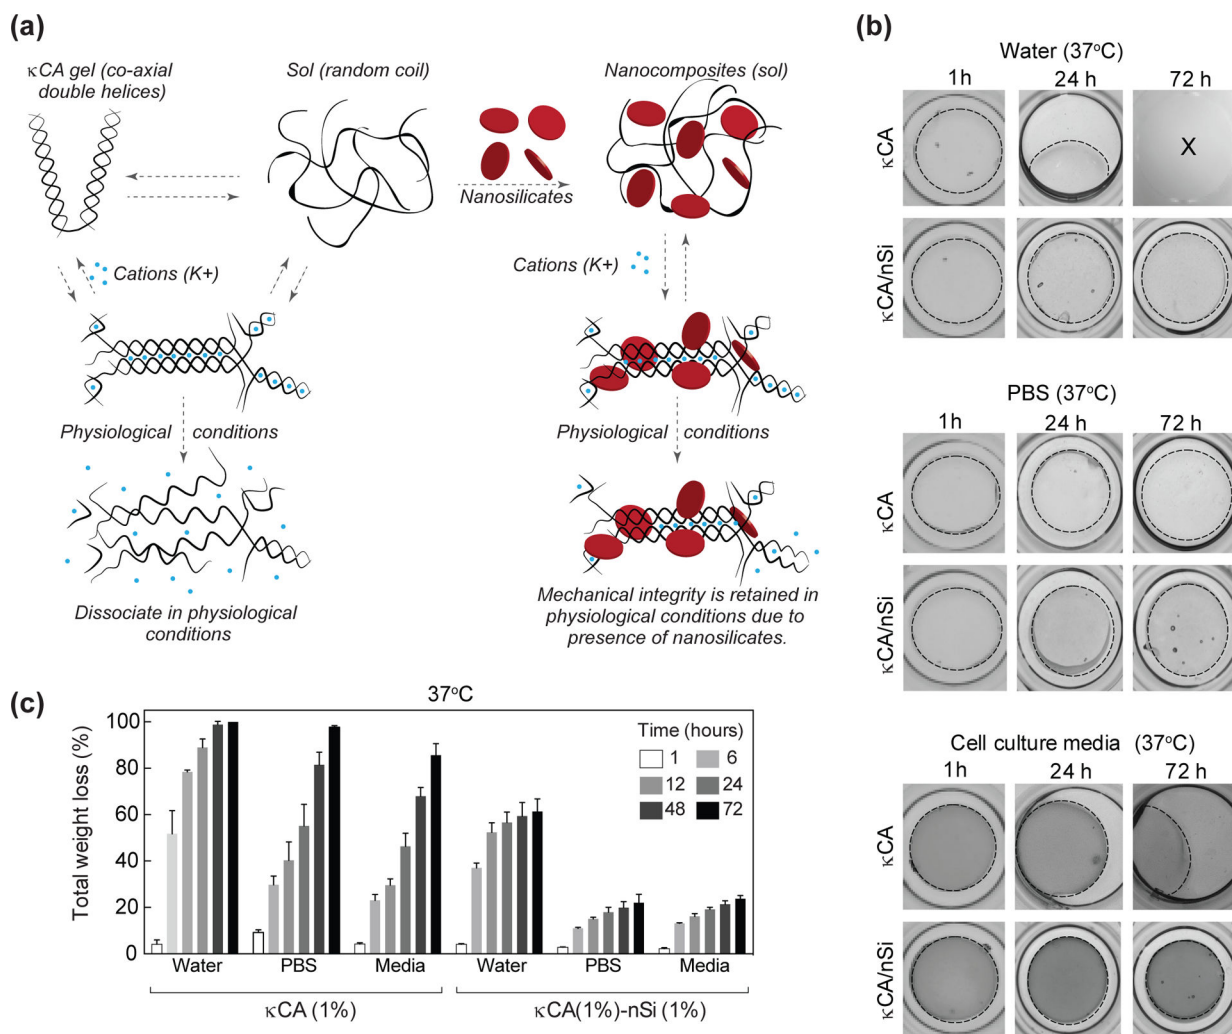 (a)
κCA gel (co-axial
double helices)
Sol (random coil)
Nanocomposites (sol)
Nanosilicates
Cations (K+)
Cations (K+)
Physiological conditions
Physiological conditions
Dissociate in physiological
conditions
Mechanical integrity is retained in
physiological conditions due to
presence of nanosilicates.
(b)
Water (37°C)
1h 24 h 72 h
κCA
X
κCA/nSi
PBS (37°C)
1h 24 h 72 h
κCA
κCA/nSi
Cell culture media (37°C)
1h 24 h 72 h
κCA
κCA/nSi
(c)
37°C
Total weight loss (%)
100
80
60
40
20
0
Time (hours)
1 6
12 24
48 72
Water PBS Media Water PBS Media
κCA (1%) κCA(1%)-nSi (1%)